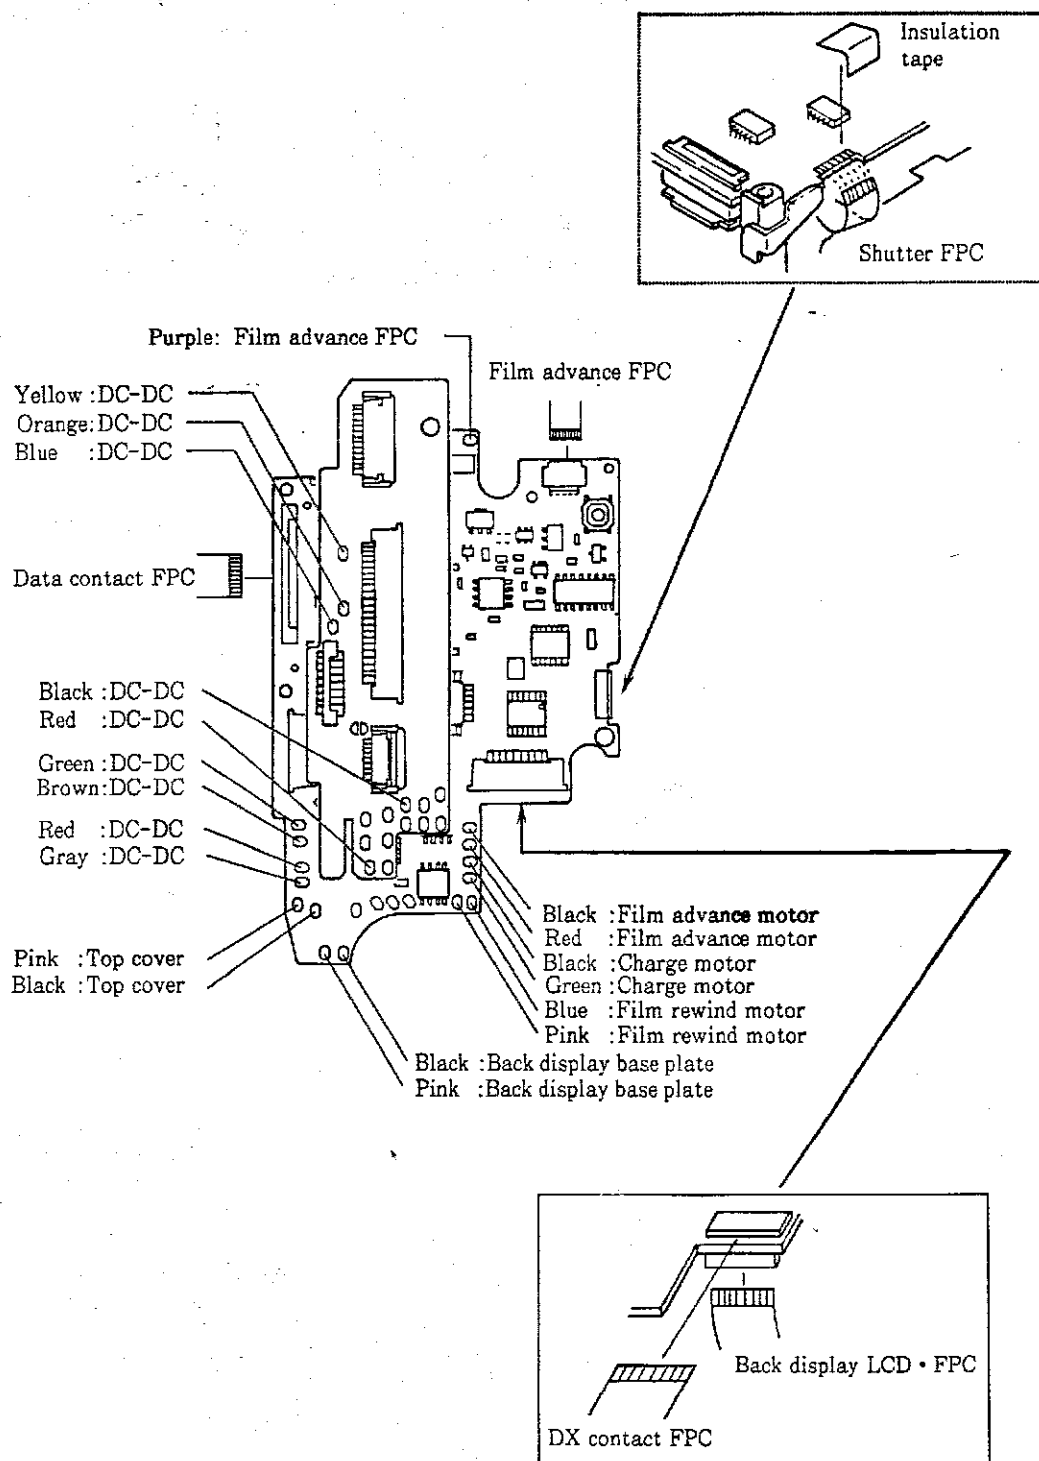 Insulation
tape
Shutter FPC
Purple: Film advance FPC
Film advance FPC
Yellow :DC-DC
Orange:DC-DC
Blue :DC-DC
Data contact FPC
Black :DC-DC
Red :DC-DC
Green :DC-DC
Brown:DC-DC
Red :DC-DC
Gray :DC-DC
Pink :Top cover
Black :Top cover
Black :Film advance motor
Red :Film advance motor
Black :Charge motor
Green :Charge motor
Blue :Film rewind motor
Pink :Film rewind motor
Black :Back display base plate
Pink :Back display base plate
Back display LCD・FPC
DX contact FPC